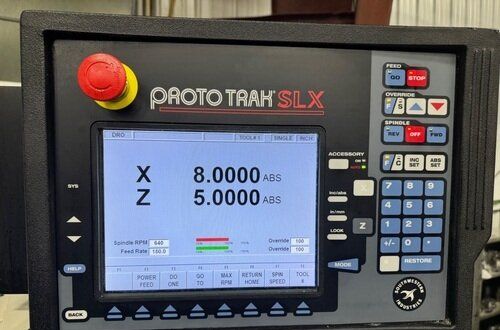 PROTO TRAK SLX
FEED
GO STOP
OVERRIDE
F S
SPINDLE
REV OFF FWD
DRO TOOL# 1 SINGLE INCH
X 8.0000 ABS
Z 5.0000 ABS
Spindle RPM 640 Override 100
Feed Rate 150.0 Override 100
POWER FEED DO ONE GO TO MAX RPM RETURN HOME SPIN SPEED TOOL #
SYS
HELP
BACK
ACCESSORY
ON
AUTO
inc/abs
in/mm
LOOK
MODE
X
Z
INC SET ABS SET
7 8 9
4 5 6
1 2 3
+/- 0 .
RESTORE
SOUTHWESTERN
INDUSTRIES